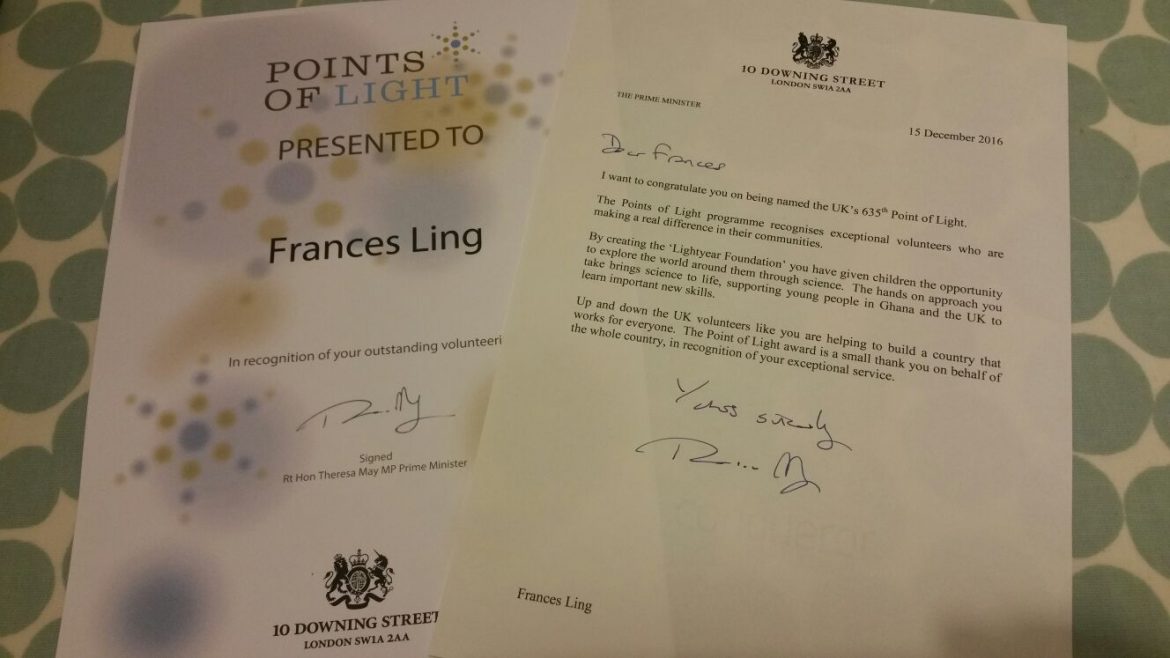 POINTS
OF LIGHT
PRESENTED TO
Frances Ling
In recognition of your outstanding volunteeri
Signed
Rt Hon Theresa May MP Prime Minister
10 DOWNING STREET
LONDON SW1A 2AA
10 DOWNING STREET
LONDON SW1A 2AA
THE PRIME MINISTER
15 December 2016
Dear Frances
I want to congratulate you on being named the UK's 635th Point of Light.
The Points of Light programme recognises exceptional volunteers who are
making a real difference in their communities.
By creating the 'Lightyear Foundation' you have given children the opportunity
to explore the world around them through science. The hands on approach you
take brings science to life, supporting young people in Ghana and the UK to
learn important new skills.
Up and down the UK volunteers like you are helping to build a country that
works for everyone. The Point of Light award is a small thank you on behalf of
the whole country, in recognition of your exceptional service.
Yours sincerely
Frances Ling